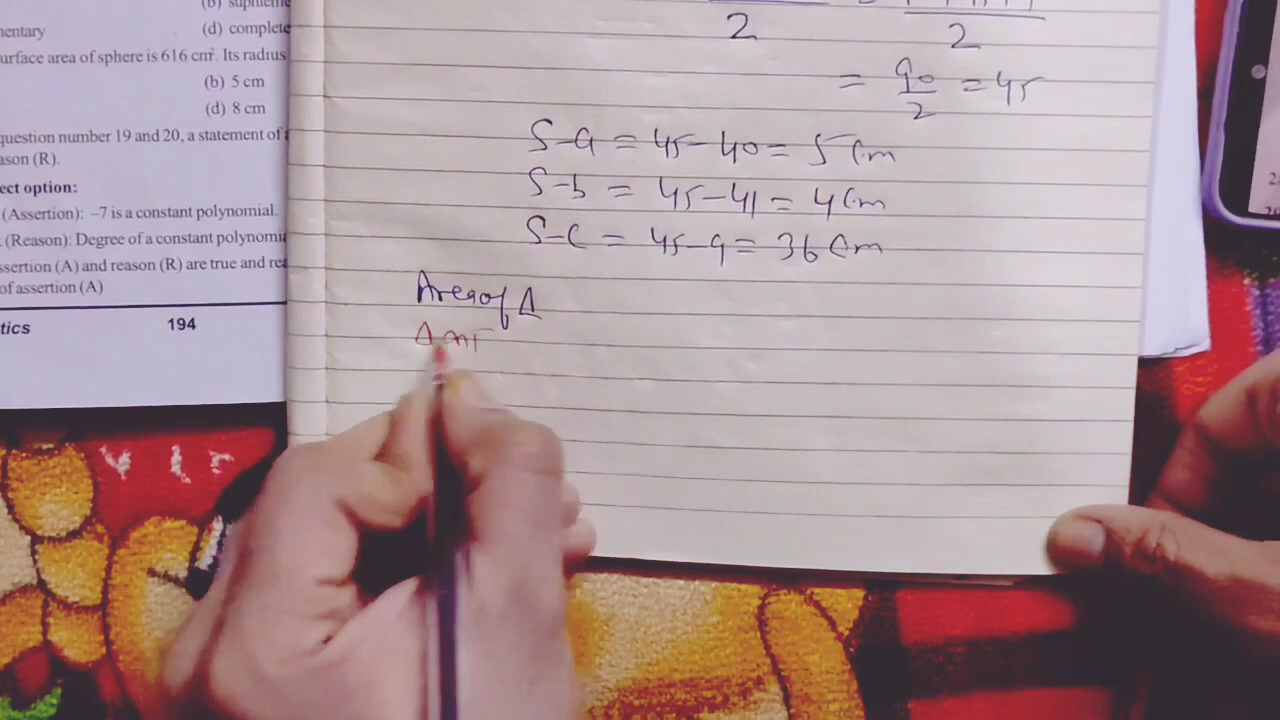 (b) suppleme
mentary
(d) complete
urface area of sphere is 616 cm². Its radius
(b) 5 cm
(d) 8 cm
question number 19 and 20, a statement of
ason (R).
ect option:
(Assertion): −7 is a constant polynomial.
(Reason): Degree of a constant polynomi
ssertion (A) and reason (R) are true and rea
of assertion (A)
tics 194
2 2
= 90/2 = 45
S-a = 45-40 = 5 Cm
S-b = 45-41 = 4 Cm
S-c = 45-9 = 36 Cm
Area of Δ